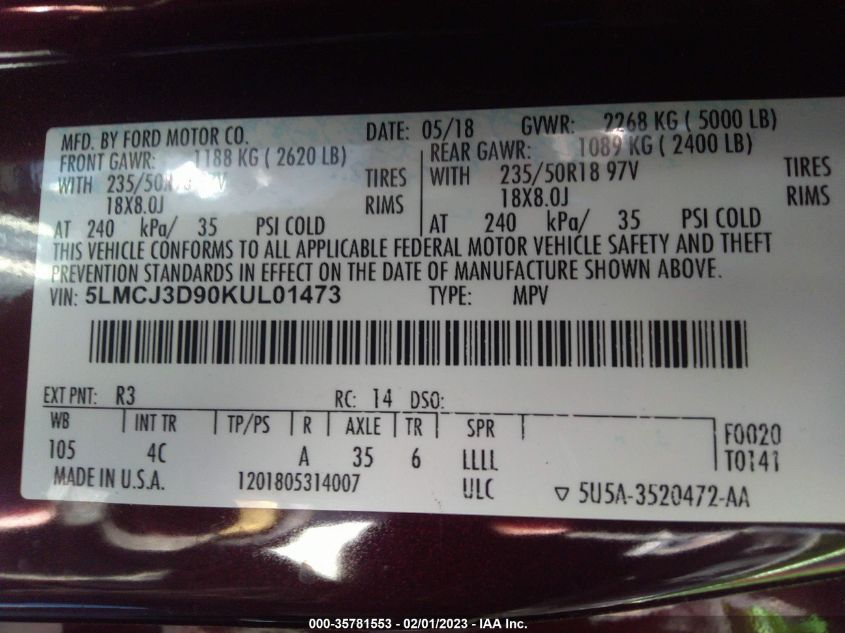 MFD. BY FORD MOTOR CO. DATE: 05/18 GVWR: 2268 KG ( 5000 LB)
FRONT GAWR: 1188 KG ( 2620 LB) REAR GAWR: 1089 KG ( 2400 LB)
WITH 235/50R18 97V TIRES WITH 235/50R18 97V TIRES
18X8.0J RIMS 18X8.0J RIMS
AT 240 kPa/ 35 PSI COLD AT 240 kPa/ 35 PSI COLD
THIS VEHICLE CONFORMS TO ALL APPLICABLE FEDERAL MOTOR VEHICLE SAFETY AND THEFT
PREVENTION STANDARDS IN EFFECT ON THE DATE OF MANUFACTURE SHOWN ABOVE.
VIN: 5LMCJ3D90KUL01473 TYPE: MPV
EXT PNT: R3 RC: 14 DSO:
WB INT TR TP/PS R AXLE TR SPR F0020
105 4C A 35 6 LLLL T0141
MADE IN U.S.A. 1201805314007 ULC ▽ 5U5A-3520472-AA
000-35781553 - 02/01/2023 - IAA Inc.